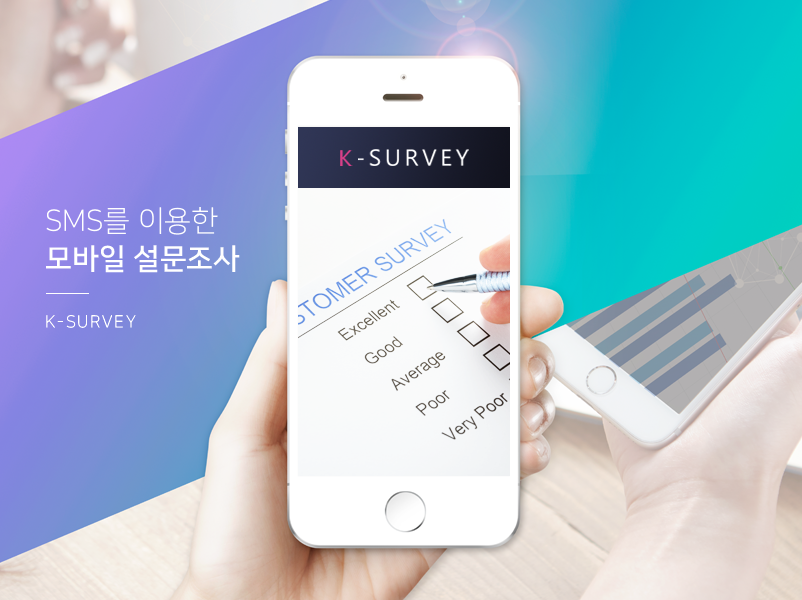 SMS를 이용한
모바일 설문조사
K-SURVEY
K-SURVEY
STOMER SURVEY
Excellent
Good
Average
Poor
Very Poor